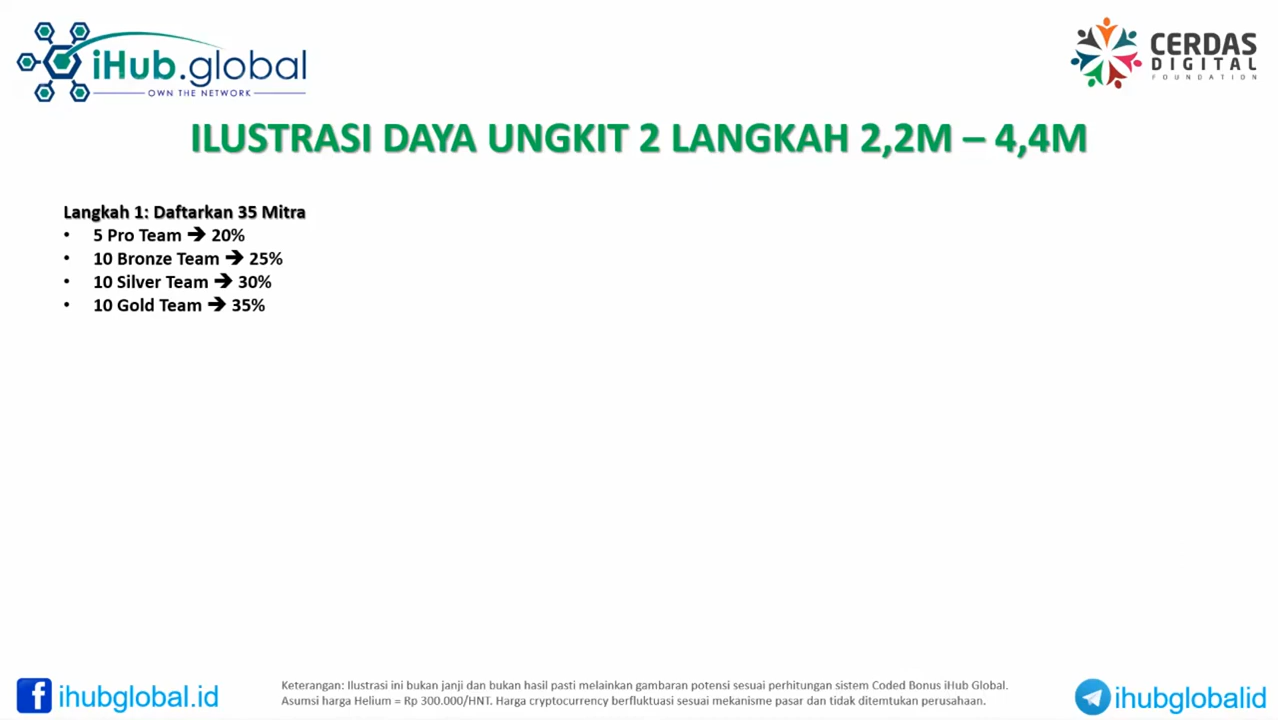 iHub.global
OWN THE NETWORK
CERDAS
DIGITAL
FOUNDATION
ILUSTRASI DAYA UNGKIT 2 LANGKAH 2,2M – 4,4M
Langkah 1: Daftarkan 35 Mitra
• 5 Pro Team ➔ 20%
• 10 Bronze Team ➔ 25%
• 10 Silver Team ➔ 30%
• 10 Gold Team ➔ 35%
ihubglobal.id
Keterangan: Ilustrasi ini bukan janji dan bukan hasil pasti melainkan gambaran potensi sesuai perhitungan sistem Coded Bonus iHub Global.
Asumsi harga Helium = Rp 300.000/HNT. Harga cryptocurrency berfluktuasi sesuai mekanisme pasar dan tidak ditemtukan perusahaan.
ihubglobalid